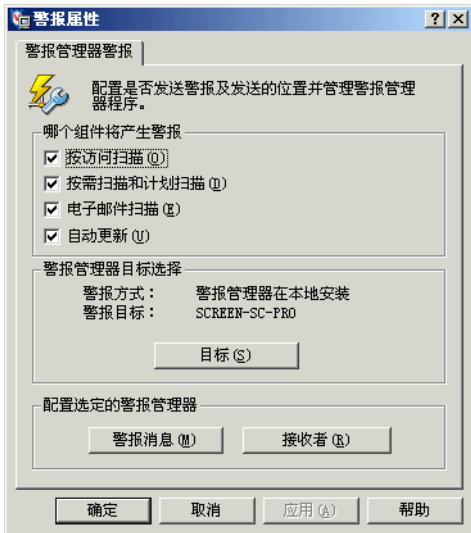 警报属性
警报管理器警报
配置是否发送警报及发送的位置并管理警报管理
器程序。
哪个组件将产生警报
按访问扫描(O)
按需扫描和计划扫描(D)
电子邮件扫描(E)
自动更新(U)
警报管理器目标选择
警报方式： 警报管理器在本地安装
警报目标： SCREEN-SC-PRO
目标(S)
配置选定的警报管理器
警报消息(M) 接收者(R)
确定 取消 应用(A) 帮助